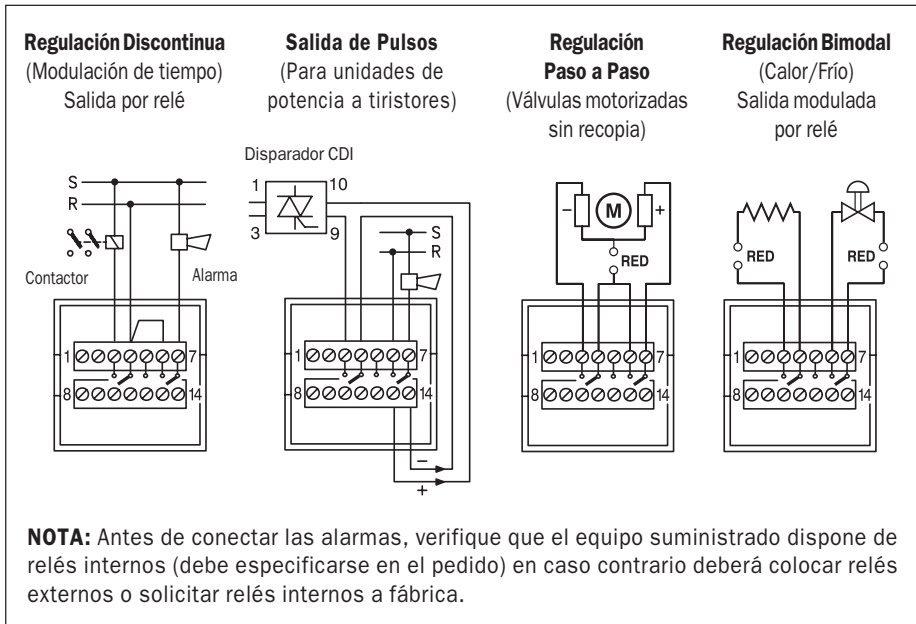 Regulación Discontinua
(Modulación de tiempo)
Salida por relé
S
R
Contactor
Alarma
1
7
8
14
Salida de Pulsos
(Para unidades de
potencia a tiristores)
Disparador CDI
1
10
3
9
S
R
1
7
8
14
–
+
Regulación
Paso a Paso
(Válvulas motorizadas
sin recopia)
–
M
+
RED
1
7
8
14
Regulación Bimodal
(Calor/Frío)
Salida modulada
por relé
RED
RED
1
7
8
14
NOTA: Antes de conectar las alarmas, verifique que el equipo suministrado dispone de
relés internos (debe especificarse en el pedido) en caso contrario deberá colocar relés
externos o solicitar relés internos a fábrica.